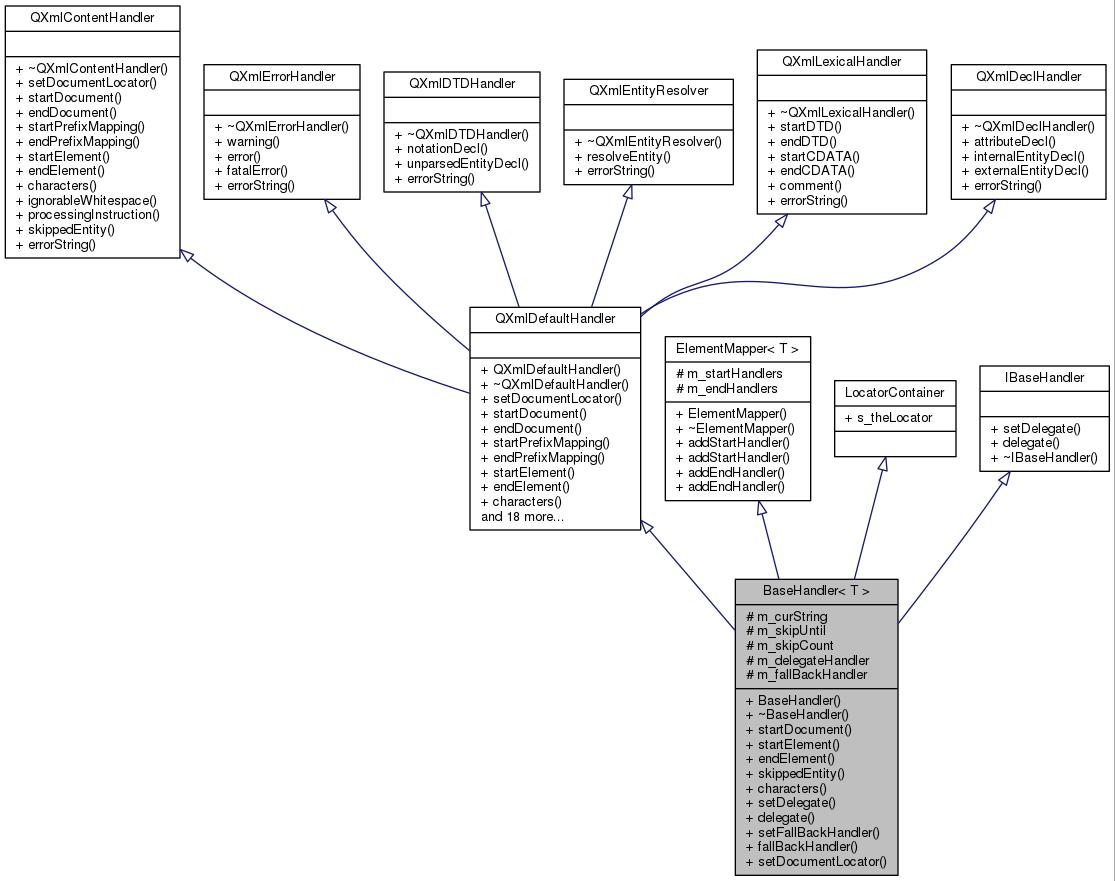 QXmlContentHandler
+ ~QXmlContentHandler()
+ setDocumentLocator()
+ startDocument()
+ endDocument()
+ startPrefixMapping()
+ endPrefixMapping()
+ startElement()
+ endElement()
+ characters()
+ ignorableWhitespace()
+ processingInstruction()
+ skippedEntity()
+ errorString()
QXmlErrorHandler
+ ~QXmlErrorHandler()
+ warning()
+ error()
+ fatalError()
+ errorString()
QXmlDTDHandler
+ ~QXmlDTDHandler()
+ notationDecl()
+ unparsedEntityDecl()
+ errorString()
QXmlEntityResolver
+ ~QXmlEntityResolver()
+ resolveEntity()
+ errorString()
QXmlLexicalHandler
+ ~QXmlLexicalHandler()
+ startDTD()
+ endDTD()
+ startCDATA()
+ endCDATA()
+ comment()
+ errorString()
QXmlDeclHandler
+ ~QXmlDeclHandler()
+ attributeDecl()
+ internalEntityDecl()
+ externalEntityDecl()
+ errorString()
QXmlDefaultHandler
+ QXmlDefaultHandler()
+ ~QXmlDefaultHandler()
+ setDocumentLocator()
+ startDocument()
+ endDocument()
+ startPrefixMapping()
+ endPrefixMapping()
+ startElement()
+ endElement()
+ characters()
and 18 more...
ElementMapper< T >
# m_startHandlers
# m_endHandlers
+ ElementMapper()
+ ~ElementMapper()
+ addStartHandler()
+ addStartHandler()
+ addEndHandler()
+ addEndHandler()
LocatorContainer
+ s_theLocator
IBaseHandler
+ setDelegate()
+ delegate()
+ ~IBaseHandler()
BaseHandler< T >
# m_curString
# m_skipUntil
# m_skipCount
# m_delegateHandler
# m_fallBackHandler
+ BaseHandler()
+ ~BaseHandler()
+ startDocument()
+ startElement()
+ endElement()
+ skippedEntity()
+ characters()
+ setDelegate()
+ delegate()
+ setFallBackHandler()
+ fallBackHandler()
+ setDocumentLocator()